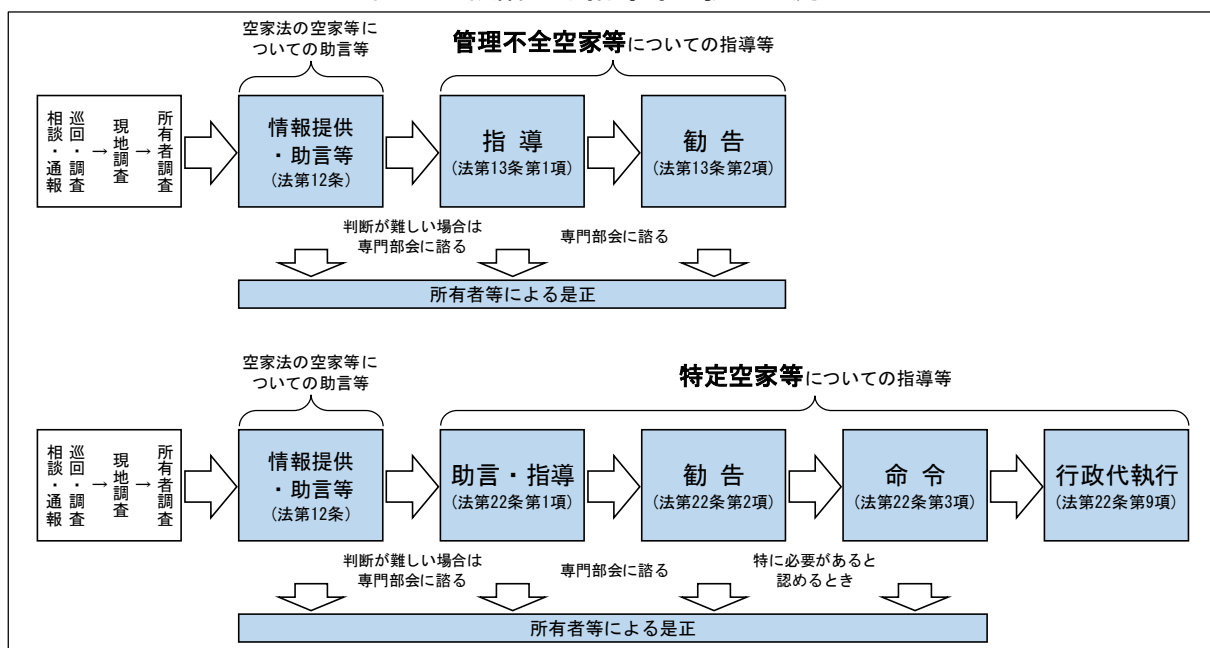 空家法の空家等に
ついての助言等
管理不全空家等についての指導等
相談・通報
巡回・調査
→
現地調査
→
所有者調査
情報提供
・助言等
(法第12条)
指 導
(法第13条第1項)
勧 告
(法第13条第2項)
判断が難しい場合は
専門部会に諮る
専門部会に諮る
所有者等による是正
空家法の空家等に
ついての助言等
特定空家等についての指導等
相談・通報
巡回・調査
→
現地調査
→
所有者調査
情報提供
・助言等
(法第12条)
助言・指導
(法第22条第1項)
勧 告
(法第22条第2項)
命 令
(法第22条第3項)
行政代執行
(法第22条第9項)
判断が難しい場合は
専門部会に諮る
専門部会に諮る
特に必要があると
認めるとき
所有者等による是正